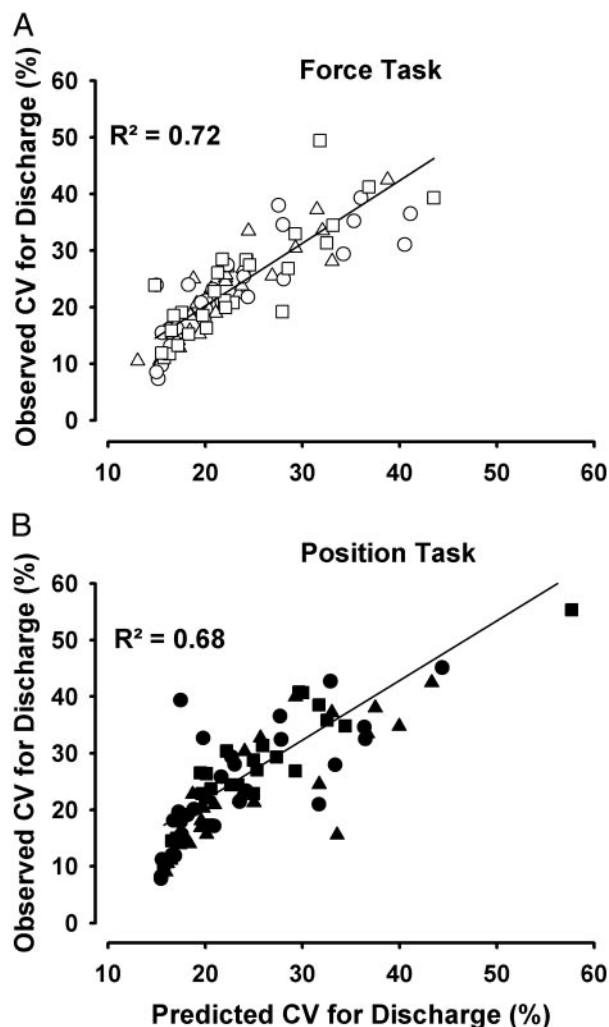 A
Force Task
R² = 0.72
Observed CV for Discharge (%)
60
50
40
30
20
10
0
10 20 30 40 50 60
B
Position Task
R² = 0.68
Observed CV for Discharge (%)
60
50
40
30
20
10
0
10 20 30 40 50 60
Predicted CV for Discharge (%)